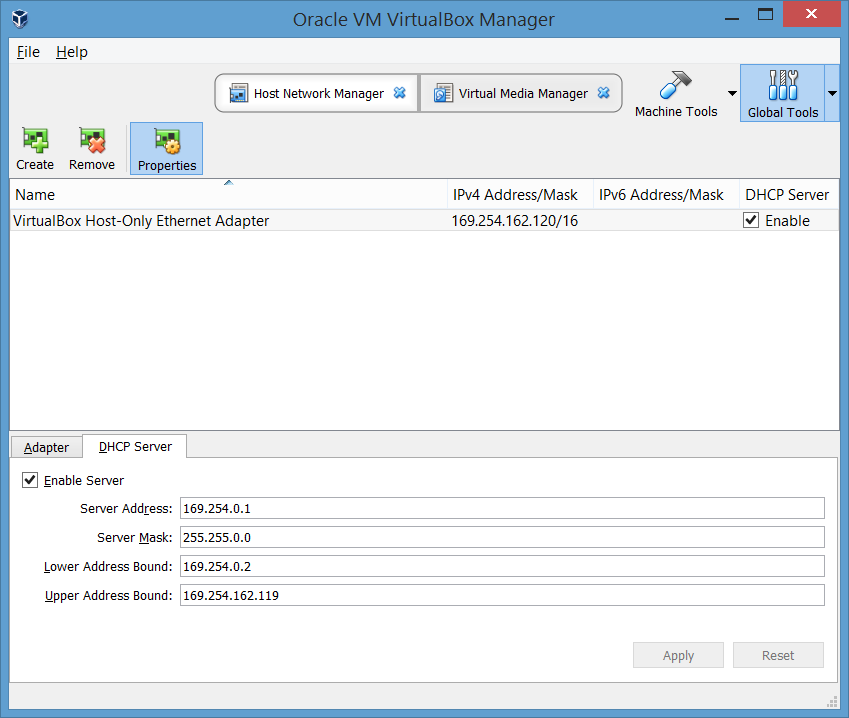 Oracle VM VirtualBox Manager
File Help
Host Network Manager Virtual Media Manager
Machine Tools Global Tools
Create Remove Properties
Name IPv4 Address/Mask IPv6 Address/Mask DHCP Server
VirtualBox Host-Only Ethernet Adapter 169.254.162.120/16 Enable
Adapter DHCP Server
Enable Server
Server Address: 169.254.0.1
Server Mask: 255.255.0.0
Lower Address Bound: 169.254.0.2
Upper Address Bound: 169.254.162.119
Apply Reset